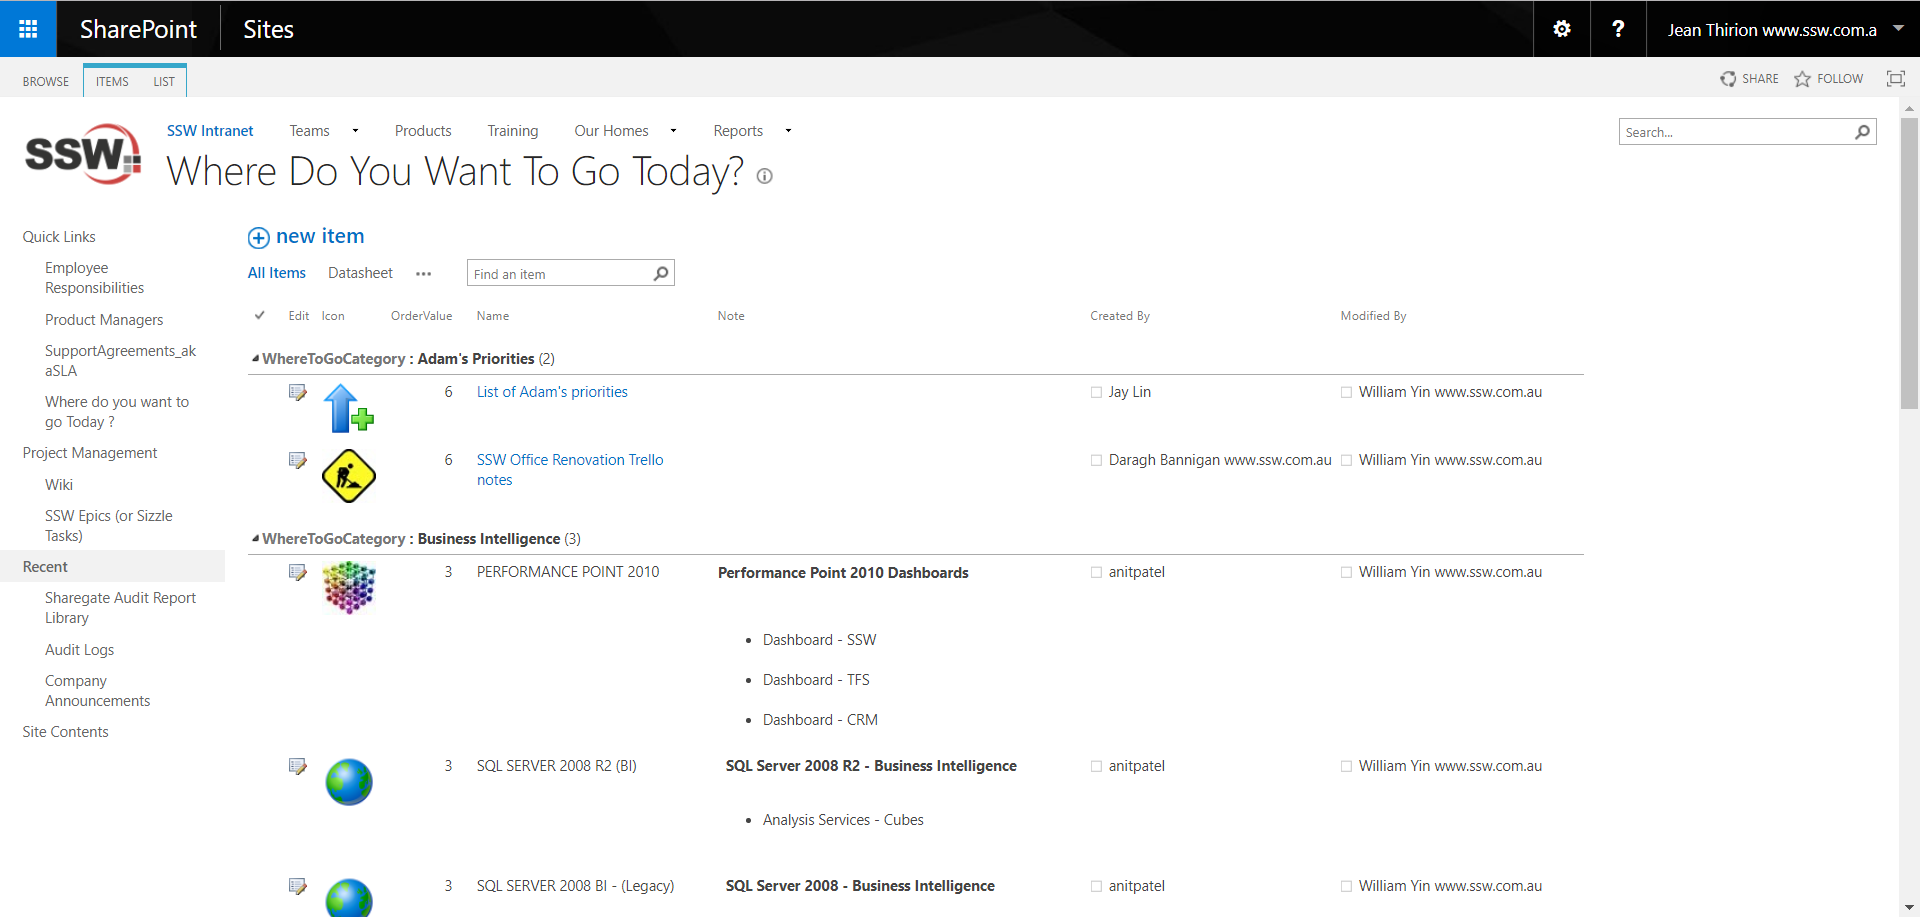 SharePoint Sites ? Jean Thirion www.ssw.com.a
BROWSE ITEMS LIST SHARE FOLLOW
SSW
SSW Intranet Teams Products Training Our Homes Reports
Search...
Where Do You Want To Go Today?
Quick Links
Employee
Responsibilities
Product Managers
SupportAgreements_ak
aSLA
Where do you want to
go Today ?
Project Management
Wiki
SSW Epics (or Sizzle
Tasks)
Recent
Sharegate Audit Report
Library
Audit Logs
Company
Announcements
Site Contents
new item
All Items Datasheet ... Find an item
Edit Icon OrderValue Name Note Created By Modified By
WhereToGoCategory : Adam's Priorities (2)
6 List of Adam's priorities Jay Lin William Yin www.ssw.com.au
6 SSW Office Renovation Trello Daragh Bannigan www.ssw.com.au William Yin www.ssw.com.au
notes
WhereToGoCategory : Business Intelligence (3)
3 PERFORMANCE POINT 2010 Performance Point 2010 Dashboards anitpatel William Yin www.ssw.com.au
• Dashboard - SSW
• Dashboard - TFS
• Dashboard - CRM
3 SQL SERVER 2008 R2 (BI) SQL Server 2008 R2 - Business Intelligence anitpatel William Yin www.ssw.com.au
• Analysis Services - Cubes
3 SQL SERVER 2008 BI - (Legacy) SQL Server 2008 - Business Intelligence anitpatel William Yin www.ssw.com.au